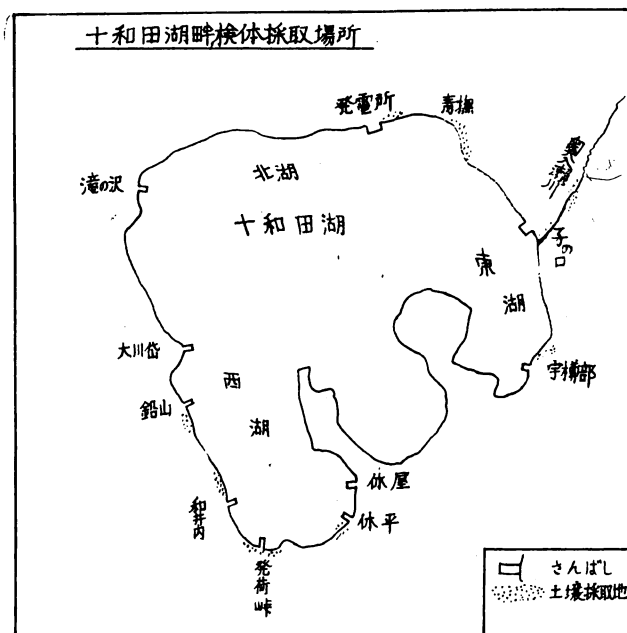 十和田湖畔検体採取場所
発電所
青撫
奥入瀬川
滝の沢
北湖
十和田湖
子の口
東湖
大川岱
宇樽部
西湖
鉛山
休屋
和井内
休平
発荷峠
さんばし
土壌採取地